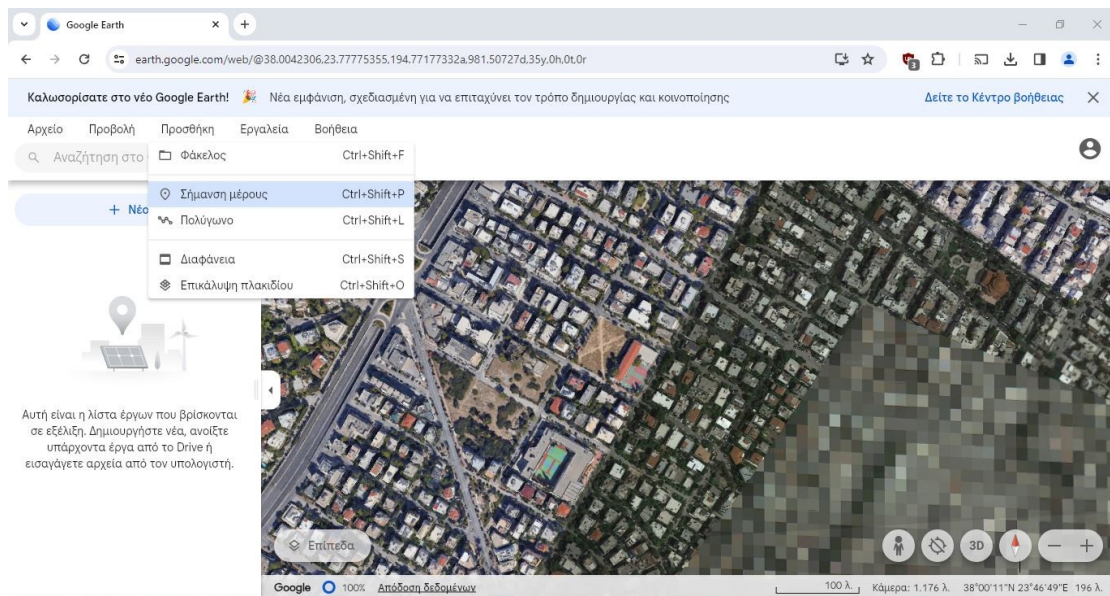 Google Earth
earth.google.com/web/@38.0042306,23.77775355,194.77177332a,981.50727d,35y,0h,0t,0r
3
Καλωσορίσατε στο νέο Google Earth! 🎉 Νέα εμφάνιση, σχεδιασμένη για να επιταχύνει τον τρόπο δημιουργίας και κοινοποίησης Δείτε το Κέντρο βοήθειας
Αρχείο Προβολή Προσθήκη Εργαλεία Βοήθεια
Αναζήτηση στο
Φάκελος Ctrl+Shift+F
Σήμανση μέρους Ctrl+Shift+P
+ Νέο
Πολύγωνο Ctrl+Shift+L
Διαφάνεια Ctrl+Shift+S
Επικάλυψη πλακιδίου Ctrl+Shift+O
Αυτή είναι η λίστα έργων που βρίσκονται
σε εξέλιξη. Δημιουργήστε νέα, ανοίξτε
υπάρχοντα έργα από το Drive ή
εισαγάγετε αρχεία από τον υπολογιστή.
Επίπεδα
3D
Google 100% Απόδοση δεδομένων 100 λ. Κάμερα: 1.176 λ. 38°00'11"N 23°46'49"E 196 λ.